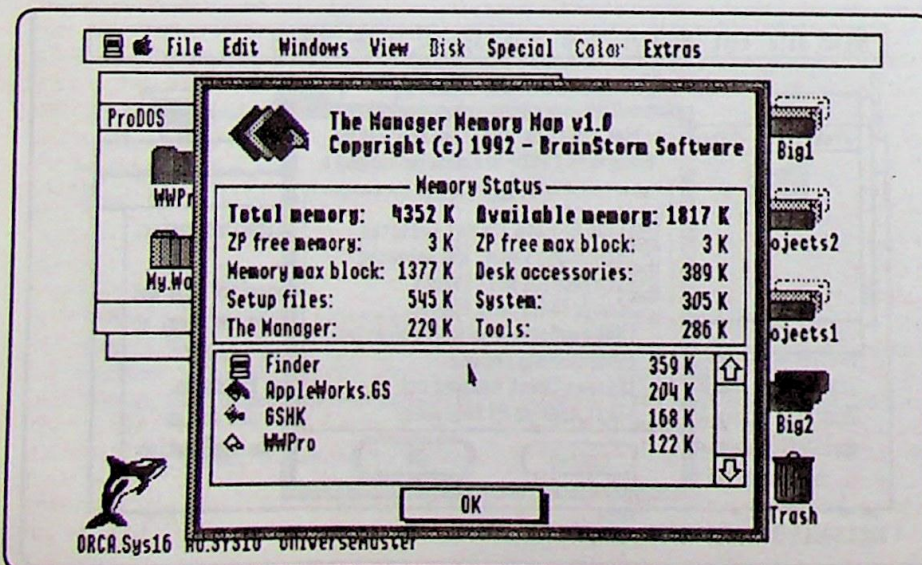 File Edit Windows View Disk Special Color Extras
ProDOS
The Manager Memory Map v1.0
Copyright (c) 1992 - BrainStorm Software
Memory Status
Total memory: 4352 K Available memory: 1817 K
ZP free memory: 3 K ZP free max block: 3 K
Memory max block: 1377 K Desk accessories: 389 K
Setup files: 545 K System: 305 K
The Manager: 229 K Tools: 286 K
Finder 359 K
AppleWorks.GS 204 K
GSHK 168 K
WWPro 122 K
OK
WWPr
My.Wo
Big1
ojects2
ojects1
Big2
Trash
ORCA.Sys16 UniverseMaster